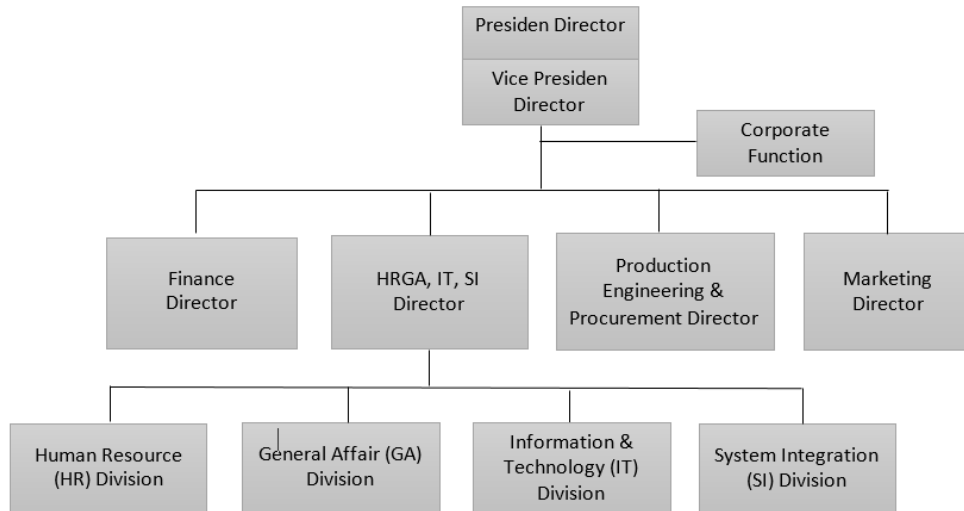 Presiden Director
Vice Presiden
Director
Corporate
Function
Finance
Director
HRGA, IT, SI
Director
Production
Engineering &
Procurement Director
Marketing
Director
Human Resource
(HR) Division
General Affair (GA)
Division
Information &
Technology (IT)
Division
System Integration
(SI) Division